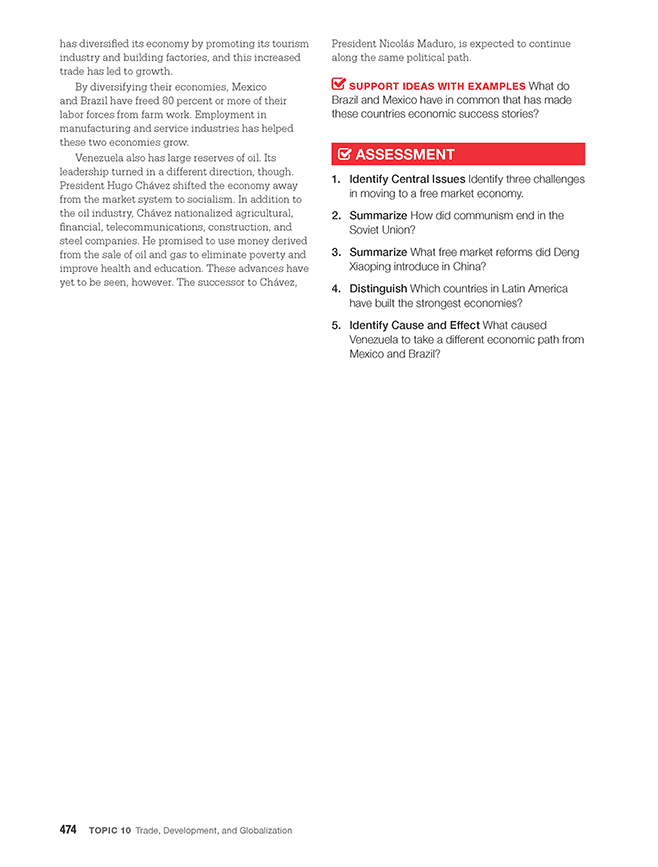 has diversified its economy by promoting its tourism
industry and building factories, and this increased
trade has led to growth.
By diversifying their economies, Mexico
and Brazil have freed 80 percent or more of their
labor forces from farm work. Employment in
manufacturing and service industries has helped
these two economies grow.
Venezuela also has large reserves of oil. Its
leadership turned in a different direction, though.
President Hugo Chávez shifted the economy away
from the market system to socialism. In addition to
the oil industry, Chávez nationalized agricultural,
financial, telecommunications, construction, and
steel companies. He promised to use money derived
from the sale of oil and gas to eliminate poverty and
improve health and education. These advances have
yet to be seen, however. The successor to Chávez,
President Nicolás Maduro, is expected to continue
along the same political path.
SUPPORT IDEAS WITH EXAMPLES What do
Brazil and Mexico have in common that has made
these countries economic success stories?
ASSESSMENT
1. Identify Central Issues Identify three challenges
in moving to a free market economy.
2. Summarize How did communism end in the
Soviet Union?
3. Summarize What free market reforms did Deng
Xiaoping introduce in China?
4. Distinguish Which countries in Latin America
have built the strongest economies?
5. Identify Cause and Effect What caused
Venezuela to take a different economic path from
Mexico and Brazil?
474 TOPIC 10 Trade, Development, and Globalization